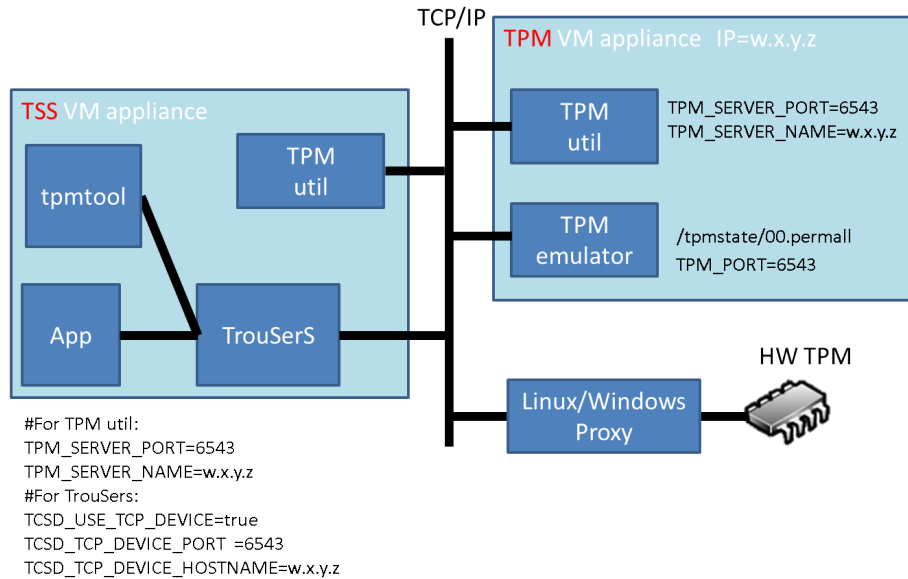 TCP/IP
TPM VM appliance IP=w.x.y.z
TSS VM appliance
TPM
util
TPM_SERVER_PORT=6543
TPM_SERVER_NAME=w.x.y.z
tpmtool
TPM
util
TPM
emulator
/tpmstate/00.permall
TPM_PORT=6543
App
TrouSerS
HW TPM
Linux/Windows
Proxy
#For TPM util:
TPM_SERVER_PORT=6543
TPM_SERVER_NAME=w.x.y.z
#For TrouSers:
TCSD_USE_TCP_DEVICE=true
TCSD_TCP_DEVICE_PORT =6543
TCSD_TCP_DEVICE_HOSTNAME=w.x.y.z